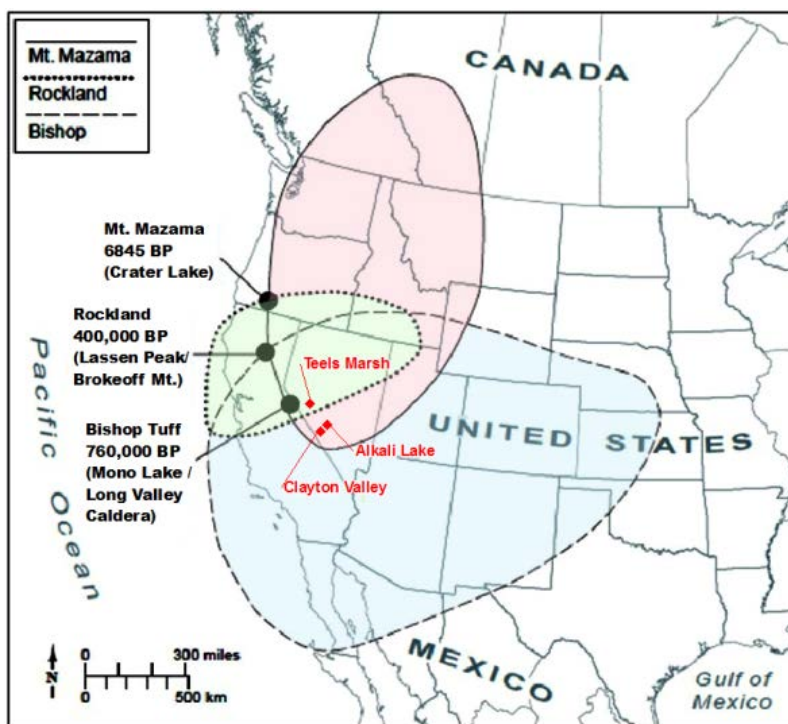 Mt. Mazama
Rockland
Bishop
CANADA
Mt. Mazama
6845 BP
(Crater Lake)
Rockland
400,000 BP
(Lassen Peak/
Brokeoff Mt.)
Teels Marsh
Bishop Tuff
760,000 BP
(Mono Lake /
Long Valley
Caldera)
UNITED STATES
Alkali Lake
Clayton Valley
Pacific Ocean
MEXICO
Gulf of
Mexico
N
0 300 miles
0 500 km